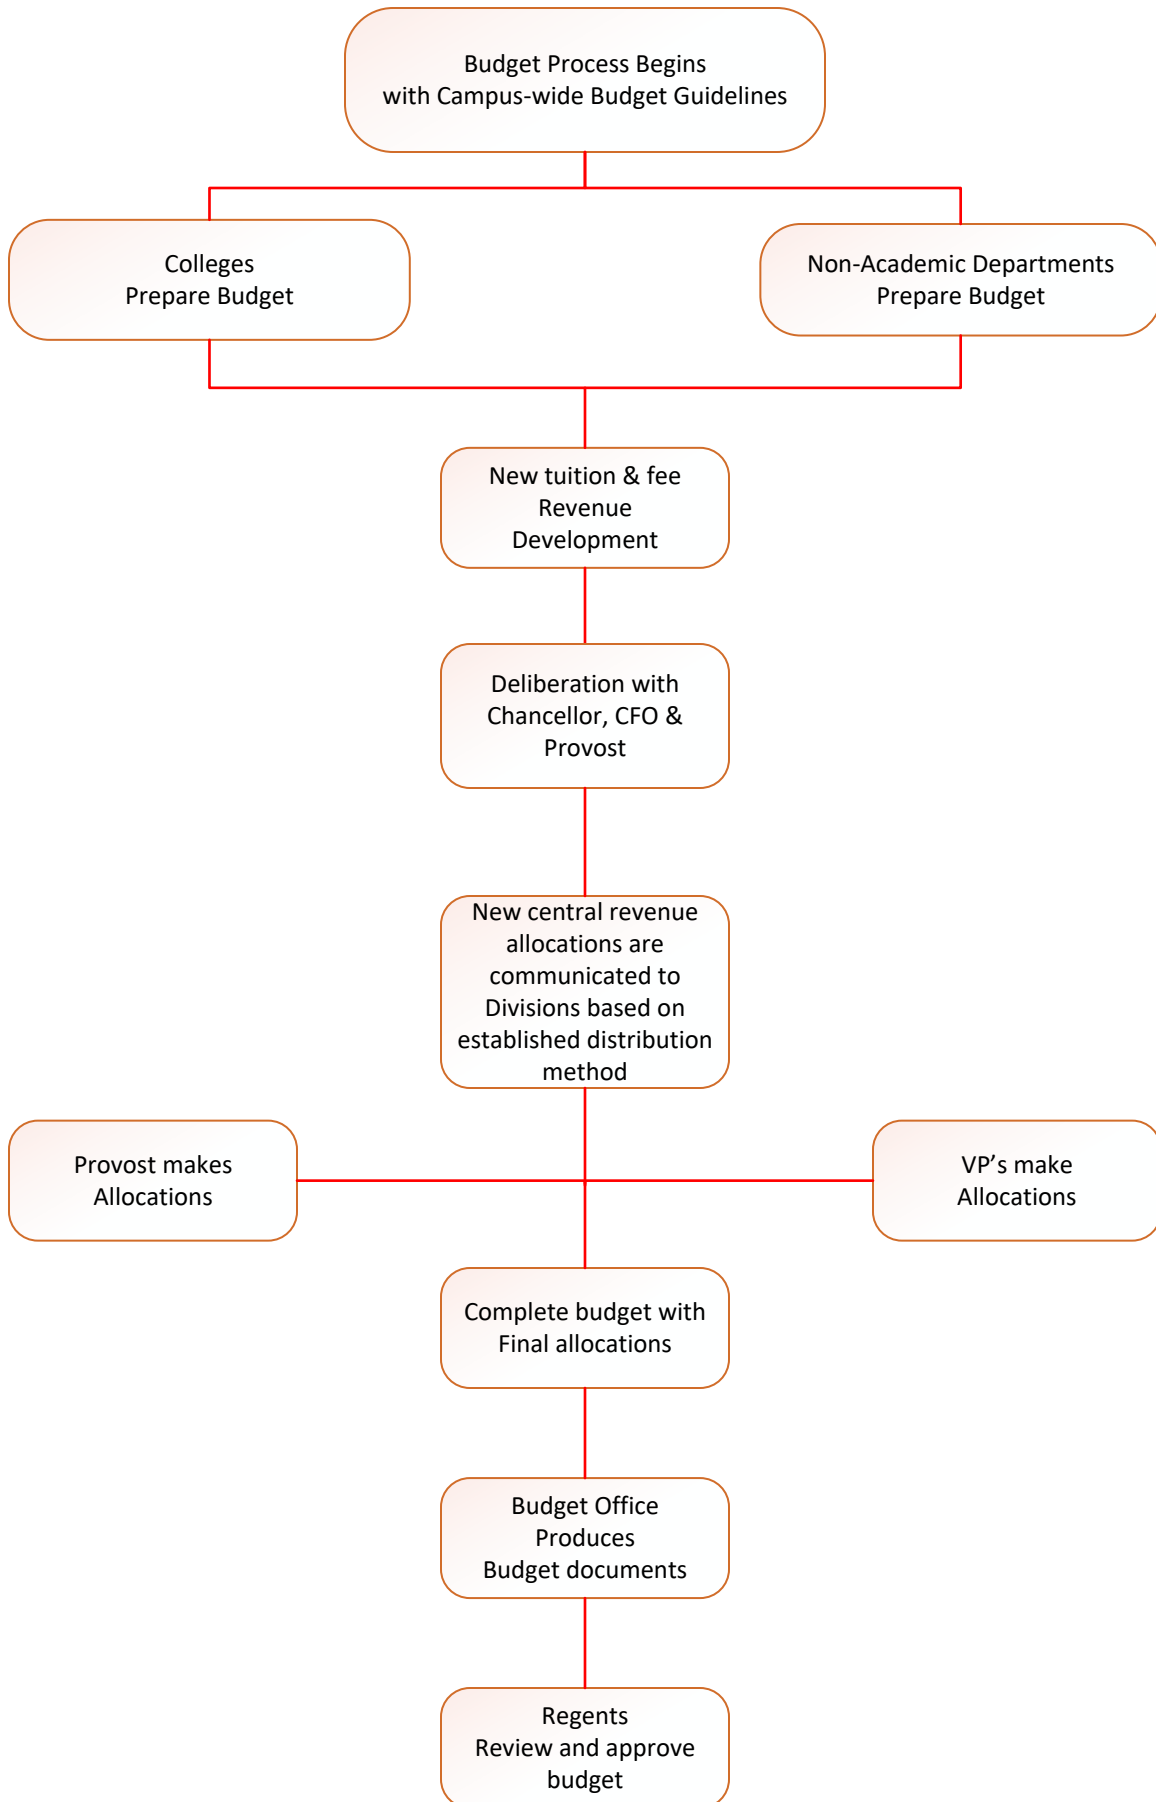 Budget Process Begins
with Campus-wide Budget Guidelines
Colleges
Prepare Budget
Non-Academic Departments
Prepare Budget
New tuition & fee
Revenue
Development
Deliberation with
Chancellor, CFO &
Provost
New central revenue
allocations are
communicated to
Divisions based on
established distribution
method
Provost makes
Allocations
VP’s make
Allocations
Complete budget with
Final allocations
Budget Office
Produces
Budget documents
Regents
Review and approve
budget